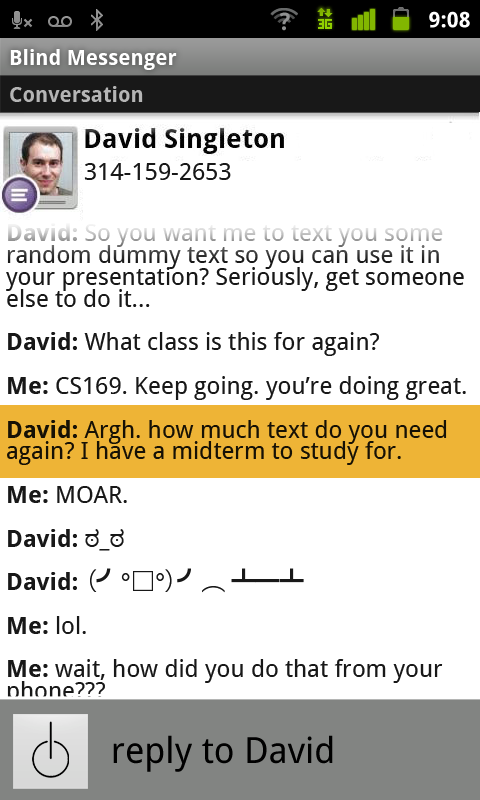 3G
9:08
Blind Messenger
Conversation
David Singleton
314-159-2653
David: So you want me to text you some
random dummy text so you can use it in
your presentation? Seriously, get someone
else to do it...
David: What class is this for again?
Me: CS169. Keep going. you’re doing great.
David: Argh. how much text do you need
again? I have a midterm to study for.
Me: MOAR.
David: ಠ_ಠ
David: (╯°□°)╯︵ ┻━┻
Me: lol.
Me: wait, how did you do that from your
phone???
reply to David